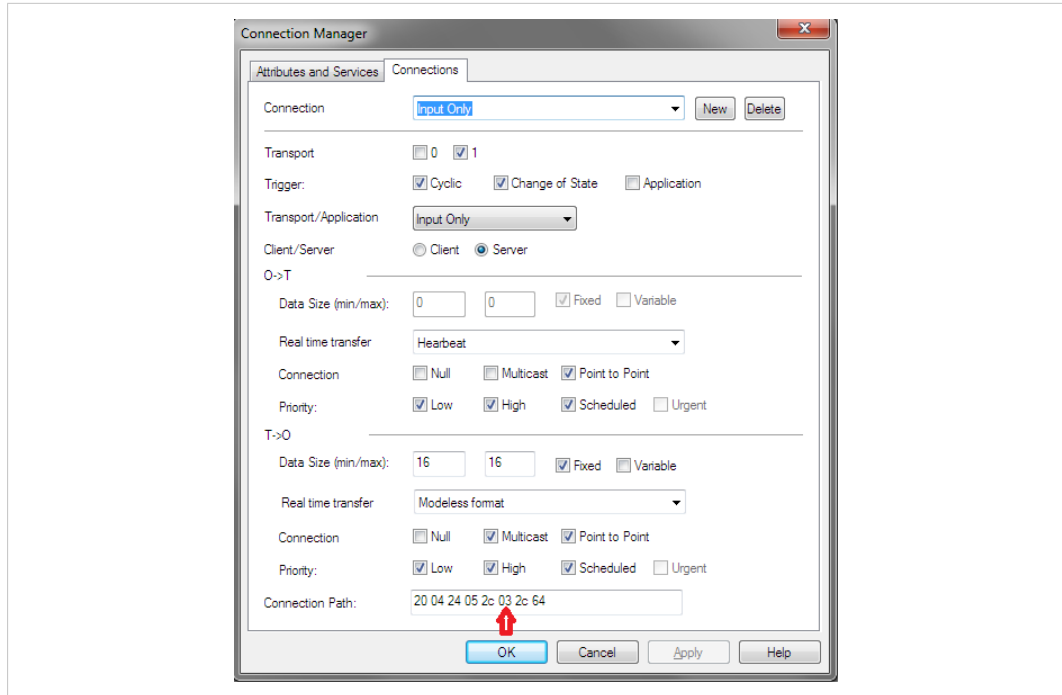 Connection Manager
Attributes and Services Connections
Connection Input Only New Delete
Transport 0 1
Trigger: Cyclic Change of State Application
Transport/Application Input Only
Client/Server Client Server
O->T
Data Size (min/max): 0 0 Fixed Variable
Real time transfer Hearbeat
Connection Null Multicast Point to Point
Priority: Low High Scheduled Urgent
T->O
Data Size (min/max): 16 16 Fixed Variable
Real time transfer Modeless format
Connection Null Multicast Point to Point
Priority: Low High Scheduled Urgent
Connection Path: 20 04 24 05 2c 03 2c 64
OK Cancel Apply Help